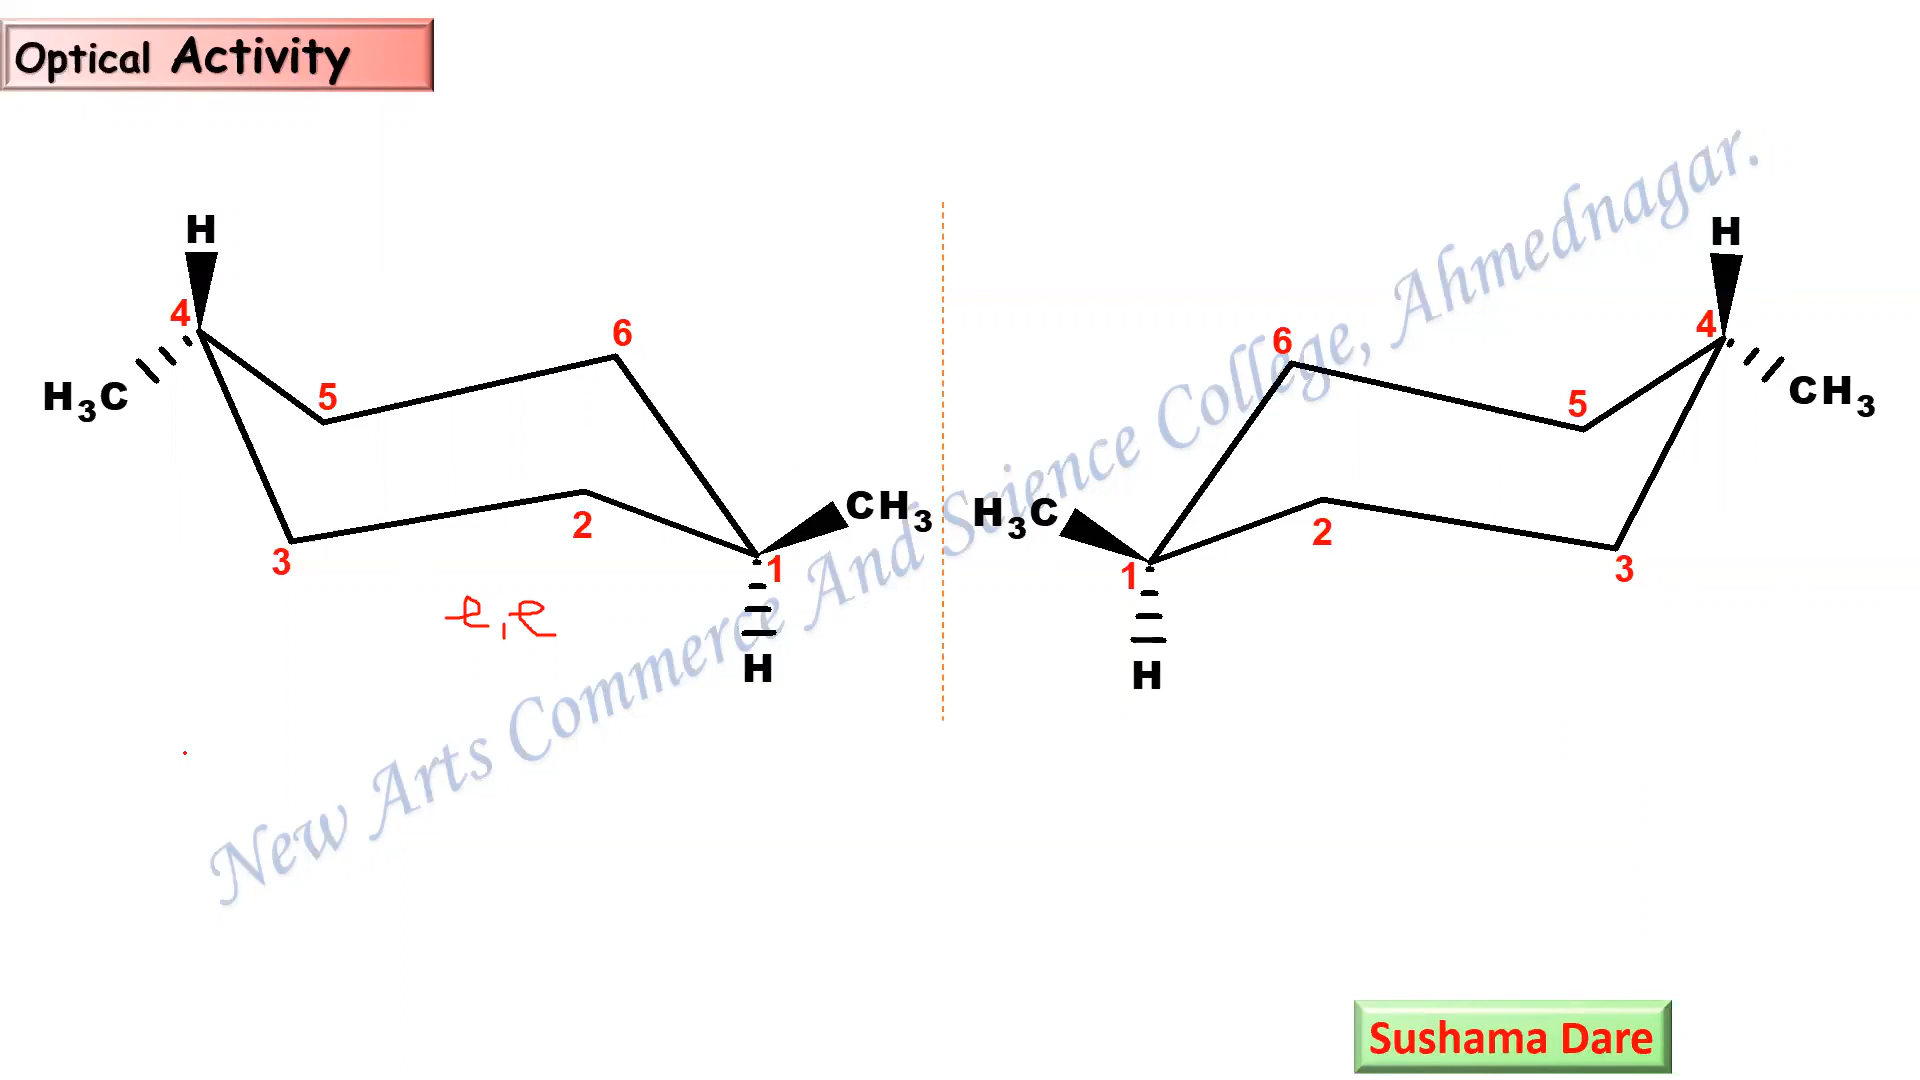 Optical Activity
H
4
H3C
5
6
3
2
CH3
1
H
e, e
H
4
CH3
6
5
H3C
1
2
3
H
New Arts Commerce And Science College, Ahmednagar.
Sushama Dare